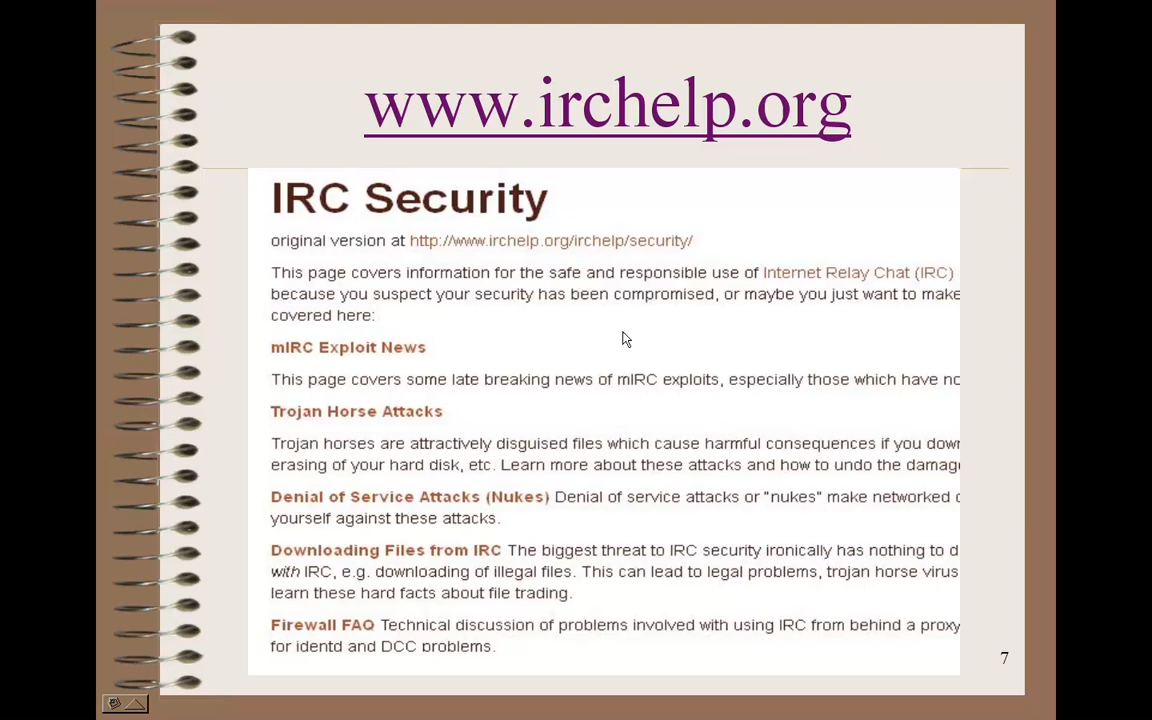 www.irchelp.org
IRC Security
original version at http://www.irchelp.org/irchelp/security/
This page covers information for the safe and responsible use of Internet Relay Chat (IRC)
because you suspect your security has been compromised, or maybe you just want to make
covered here:
mIRC Exploit News
This page covers some late breaking news of mIRC exploits, especially those which have no
Trojan Horse Attacks
Trojan horses are attractively disguised files which cause harmful consequences if you down
erasing of your hard disk, etc. Learn more about these attacks and how to undo the damage
Denial of Service Attacks (Nukes) Denial of service attacks or "nukes" make networked
yourself against these attacks.
Downloading Files from IRC The biggest threat to IRC security ironically has nothing to d
with IRC, e.g. downloading of illegal files. This can lead to legal problems, trojan horse virus
learn these hard facts about file trading.
Firewall FAQ Technical discussion of problems involved with using IRC from behind a proxy
for identd and DCC problems.
7